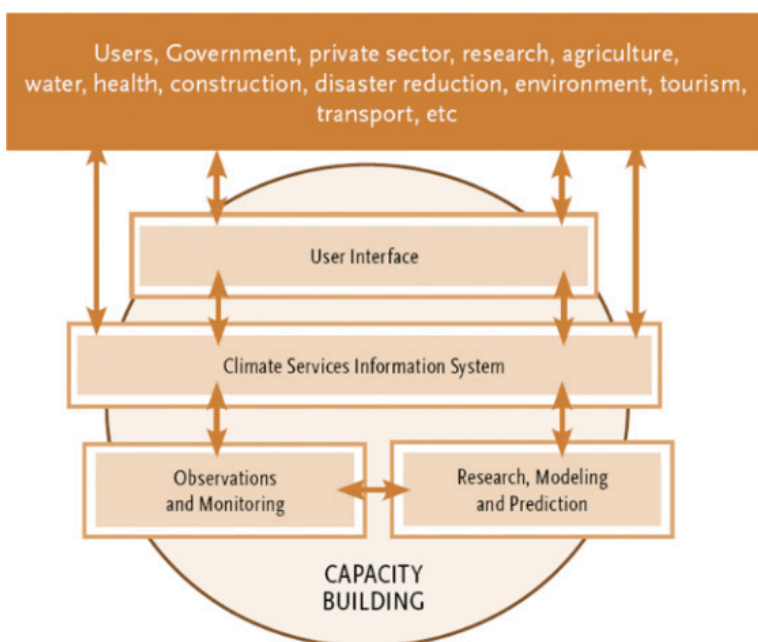 Users, Government, private sector, research, agriculture,
water, health, construction, disaster reduction, environment, tourism,
transport, etc
User Interface
Climate Services Information System
Observations
and Monitoring
Research, Modeling
and Prediction
CAPACITY
BUILDING